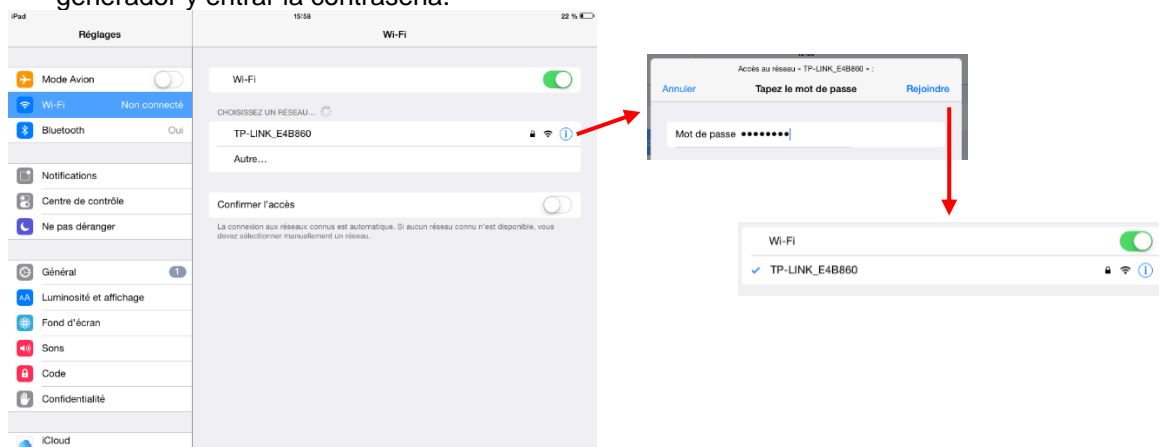 generador y entrar la contraseña.
iPad 15:58 22 %
Réglages
Wi-Fi
Mode Avion
Wi-Fi Non connecté
Bluetooth Oui
Notifications
Centre de contrôle
Ne pas déranger
Général 1
Luminosité et affichage
Fond d'écran
Sons
Code
Confidentialité
iCloud
Wi-Fi
CHOISISSEZ UN RÉSEAU...
TP-LINK_E4B860
Autre...
Confirmer l'accès
La connexion aux réseaux connus est automatique. Si aucun réseau connu n'est disponible, vous
devez sélectionner manuellement un réseau.
Accès au réseau « TP-LINK_E4B860 » :
Annuler Tapez le mot de passe Rejoindre
Mot de passe ••••••••
Wi-Fi
TP-LINK_E4B860